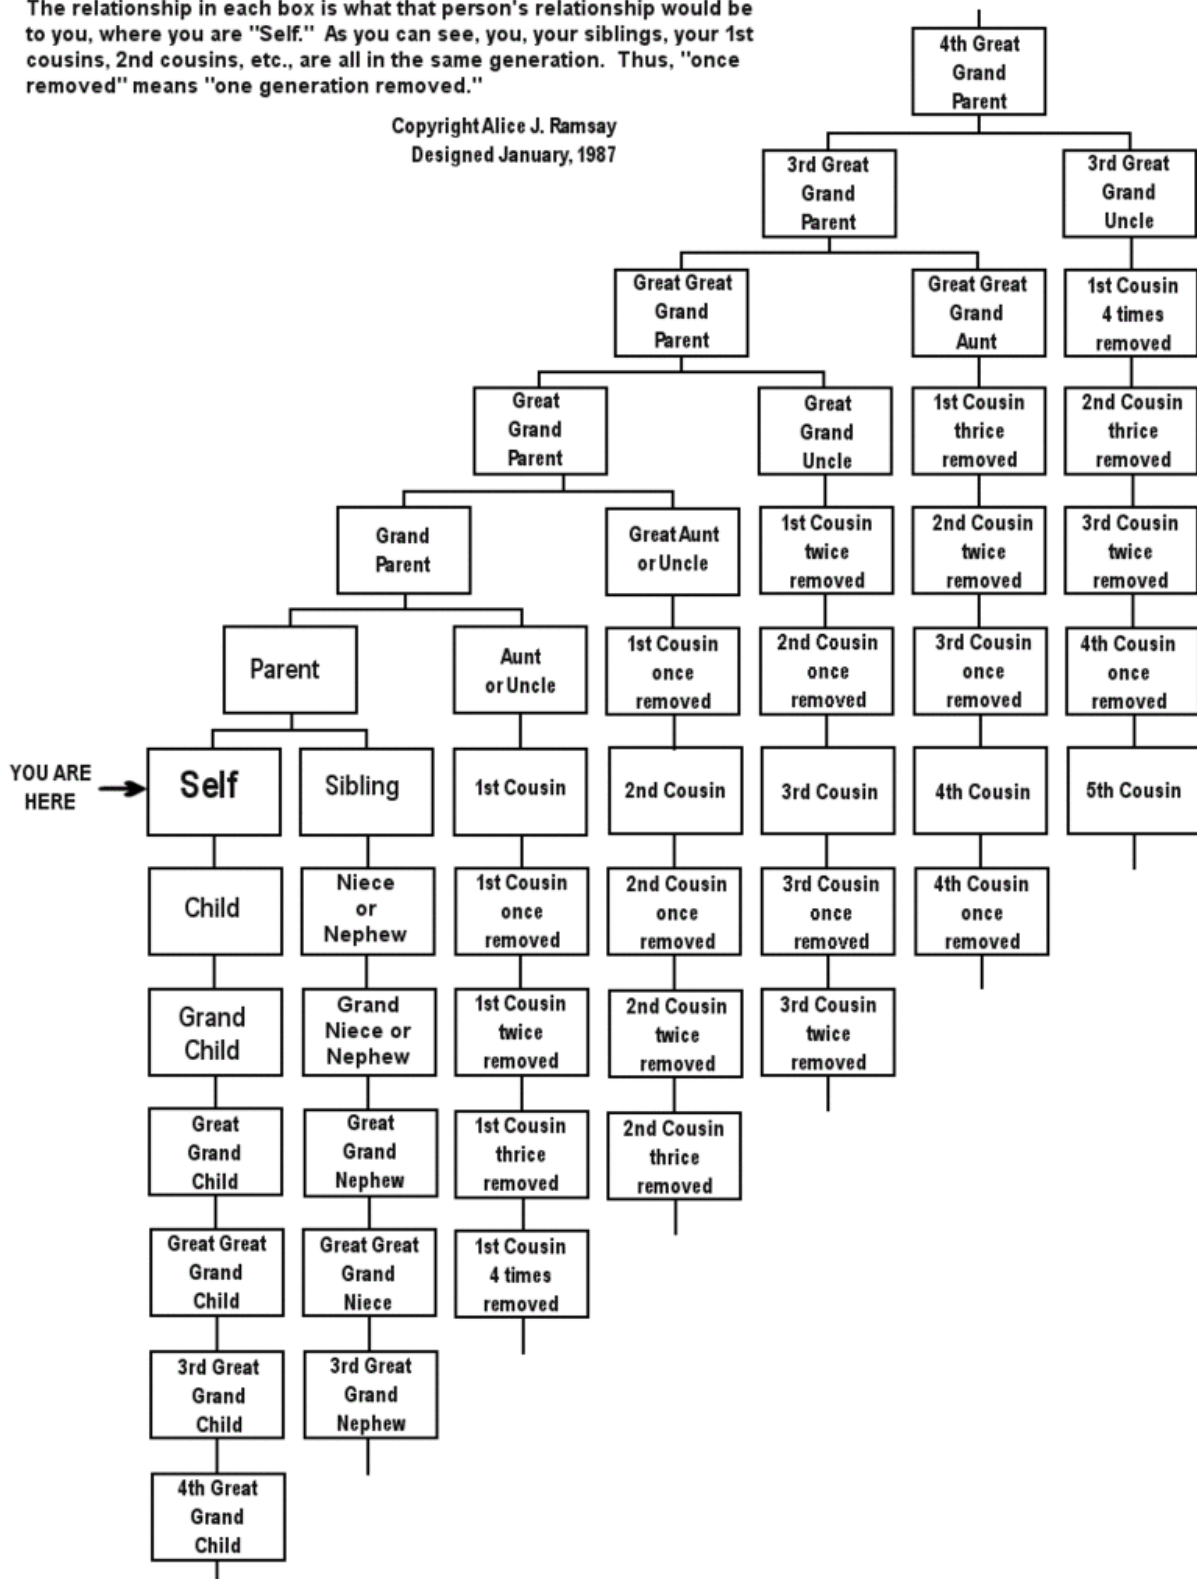 The relationship in each box is what that person's relationship would be
to you, where you are "Self." As you can see, you, your siblings, your 1st
cousins, 2nd cousins, etc., are all in the same generation. Thus, "once
removed" means "one generation removed."
Copyright Alice J. Ramsay
Designed January, 1987
4th Great
Grand
Parent
3rd Great
Grand
Parent
3rd Great
Grand
Uncle
Great Great
Grand
Parent
Great Great
Grand
Aunt
1st Cousin
4 times
removed
Great
Grand
Parent
Great
Grand
Uncle
1st Cousin
thrice
removed
2nd Cousin
thrice
removed
Grand
Parent
Great Aunt
or Uncle
1st Cousin
twice
removed
2nd Cousin
twice
removed
3rd Cousin
twice
removed
Parent
Aunt
or Uncle
1st Cousin
once
removed
2nd Cousin
once
removed
3rd Cousin
once
removed
4th Cousin
once
removed
YOU ARE
HERE
Self
Sibling
1st Cousin
2nd Cousin
3rd Cousin
4th Cousin
5th Cousin
Child
Niece
or
Nephew
1st Cousin
once
removed
2nd Cousin
once
removed
3rd Cousin
once
removed
4th Cousin
once
removed
Grand
Child
Grand
Niece or
Nephew
1st Cousin
twice
removed
2nd Cousin
twice
removed
3rd Cousin
twice
removed
Great
Grand
Child
Great
Grand
Nephew
1st Cousin
thrice
removed
2nd Cousin
thrice
removed
Great Great
Grand
Child
Great Great
Grand
Niece
1st Cousin
4 times
removed
3rd Great
Grand
Child
3rd Great
Grand
Nephew
4th Great
Grand
Child